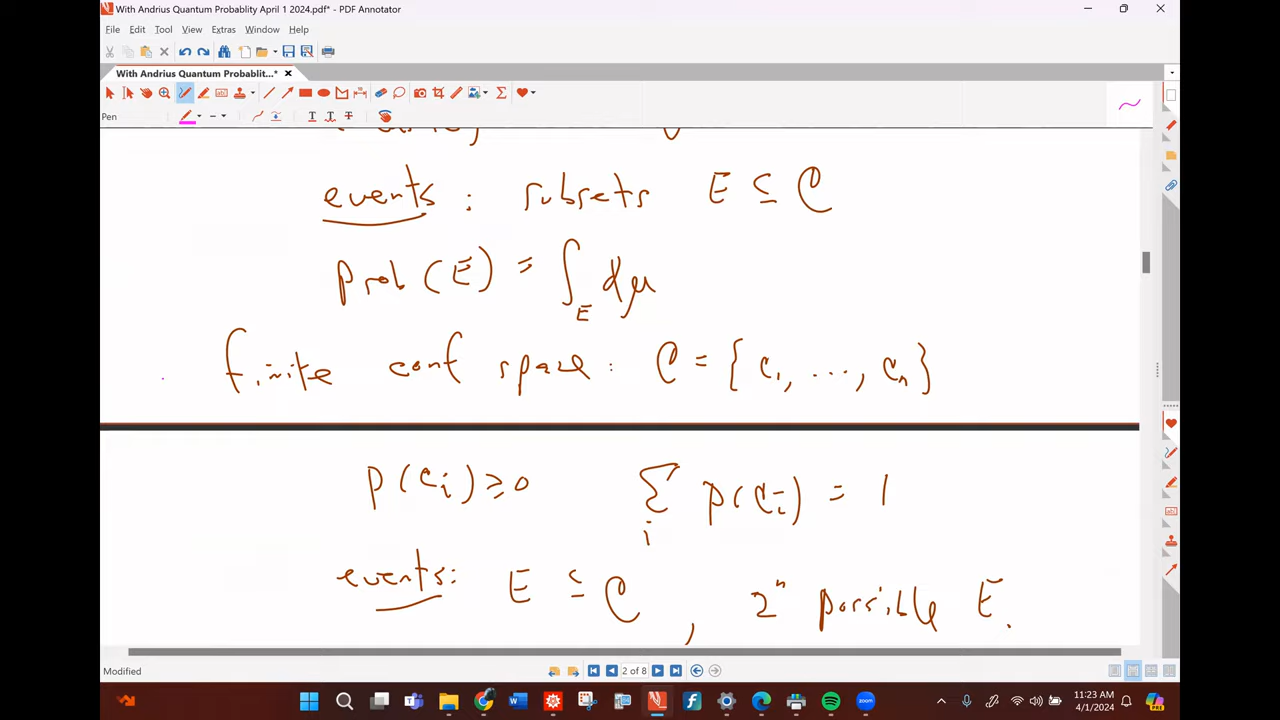 With Andrius Quantum Probablity April 1 2024.pdf* - PDF Annotator
File Edit Tool View Extras Window Help
With Andrius Quantum Probablit...*
Pen
events: subsets E ⊆ C
prob(E) = ∫_E dμ
finite conf space: C = {c₁, ..., cₙ}
p(cᵢ) ≥ 0 Σ_i p(cᵢ) = 1
events: E ⊆ C, 2ⁿ possible E.
Modified 2 of 8
11:23 AM
4/1/2024